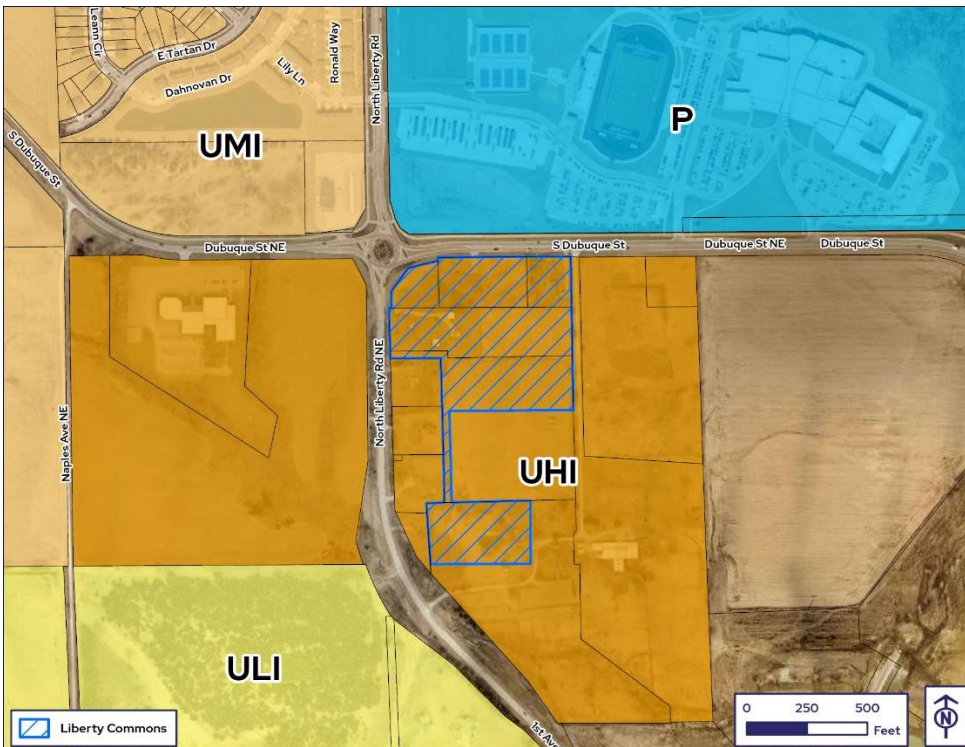 Leann Cir
E Tartan Dr
Dahnovan Dr
Lily Ln
Ronald Way
North Liberty Rd
S Dubuque St
UMI
P
Dubuque St NE
S Dubuque St
Dubuque St NE
Dubuque St
Naples Ave NE
North Liberty Rd NE
UHI
ULI
1st Ave
Liberty Commons
0 250 500
Feet
N